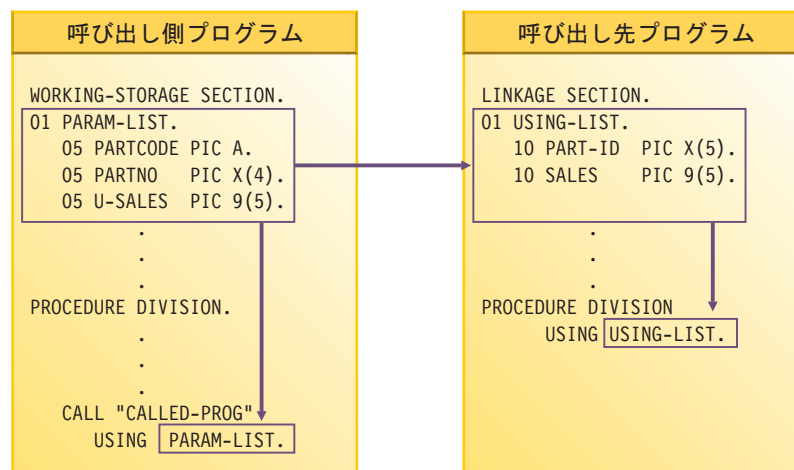 呼び出し側プログラム
WORKING-STORAGE SECTION.
01 PARAM-LIST.
05 PARTCODE PIC A.
05 PARTNO PIC X(4).
05 U-SALES PIC 9(5).
.
.
.
PROCEDURE DIVISION.
.
.
.
CALL "CALLED-PROG"
USING PARAM-LIST.
呼び出し先プログラム
LINKAGE SECTION.
01 USING-LIST.
10 PART-ID PIC X(5).
10 SALES PIC 9(5).
.
.
.
PROCEDURE DIVISION
USING USING-LIST.